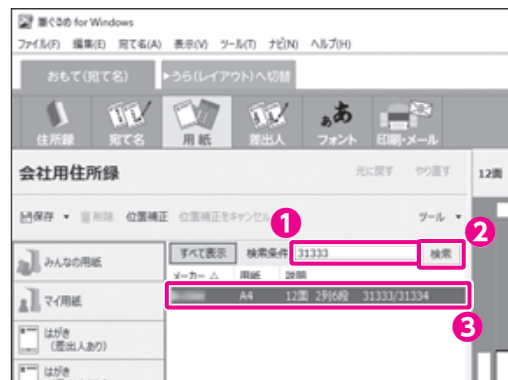 筆ぐるめ for Windows
ファイル(F) 編集(E) 宛て名(A) 表示(V) ツール(T) ナビ(N) ヘルプ(H)
おもて(宛て名) ▶うら(レイアウト)へ切替
住所録 宛て名 用紙 差出人 フォント 印刷・メール
会社用住所録 元に戻す やり直す 12面
保存 削除 位置補正 位置補正をキャンセル ツール
1 2
すべて表示 検索条件 31333 検索
みんなの用紙
メーカー △ 用紙 説明
A4 12面 2列6段 31333/31334
3
マイ用紙
はがき
(差出人あり)
はがき